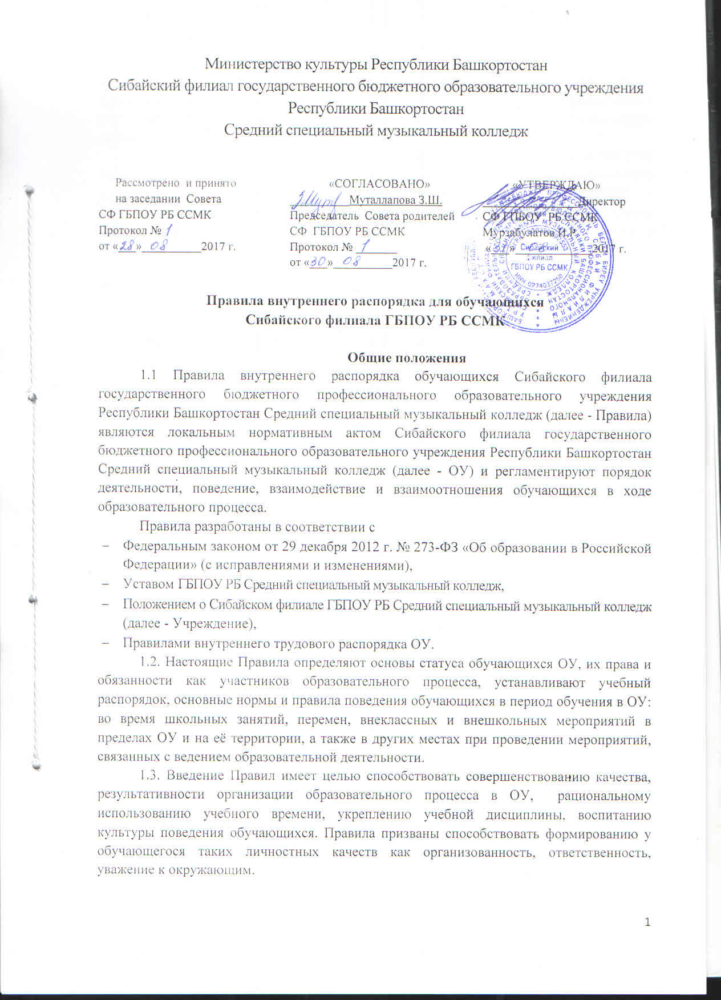 Министерство культуры Республики Башкортостан
Сибайский филиал государственного бюджетного образовательного учреждения
Республики Башкортостан
Средний специальный музыкальный колледж
Рассмотрено и принято
на заседании Совета
СФ ГБПОУ РБ ССМК
Протокол № 1
от «28» 08 2017 г.
«СОГЛАСОВАНО»
Муталлапова З.Ш.
Председатель Совета родителей
СФ ГБПОУ РБ ССМК
Протокол № 1
от «30» 08 2017 г.
«УТВЕРЖДАЮ»
Директор
СФ ГПБОУ РБ ССМК
Мурзабулатов И.Р
2017 г.
Сибайский
филиал
ГБПОУ РБ ССМК
ИНН 0274037250
Правила внутреннего распорядка для обучающихся
Сибайского филиала ГБПОУ РБ ССМК
Общие положения
1.1 Правила внутреннего распорядка обучающихся Сибайского филиала
государственного бюджетного профессионального образовательного учреждения
Республики Башкортостан Средний специальный музыкальный колледж (далее - Правила)
являются локальным нормативным актом Сибайского филиала государственного
бюджетного профессионального образовательного учреждения Республики Башкортостан
Средний специальный музыкальный колледж (далее - ОУ) и регламентируют порядок
деятельности, поведение, взаимодействие и взаимоотношения обучающихся в ходе
образовательного процесса.
Правила разработаны в соответствии с
– Федеральным законом от 29 декабря 2012 г. № 273-ФЗ «Об образовании в Российской
Федерации» (с исправлениями и изменениями),
– Уставом ГБПОУ РБ Средний специальный музыкальный колледж,
– Положением о Сибайском филиале ГБПОУ РБ Средний специальный музыкальный колледж
(далее - Учреждение),
– Правилами внутреннего трудового распорядка ОУ.
1.2. Настоящие Правила определяют основы статуса обучающихся ОУ, их права и
обязанности как участников образовательного процесса, устанавливают учебный
распорядок, основные нормы и правила поведения обучающихся в период обучения в ОУ:
во время школьных занятий, перемен, внеклассных и внешкольных мероприятий в
пределах ОУ и на её территории, а также в других местах при проведении мероприятий,
связанных с ведением образовательной деятельности.
1.3. Введение Правил имеет целью способствовать совершенствованию качества,
результативности организации образовательного процесса в ОУ, рациональному
использованию учебного времени, укреплению учебной дисциплины, воспитанию
культуры поведения обучающихся. Правила призваны способствовать формированию у
обучающегося таких личностных качеств как организованность, ответственность,
уважение к окружающим.
1